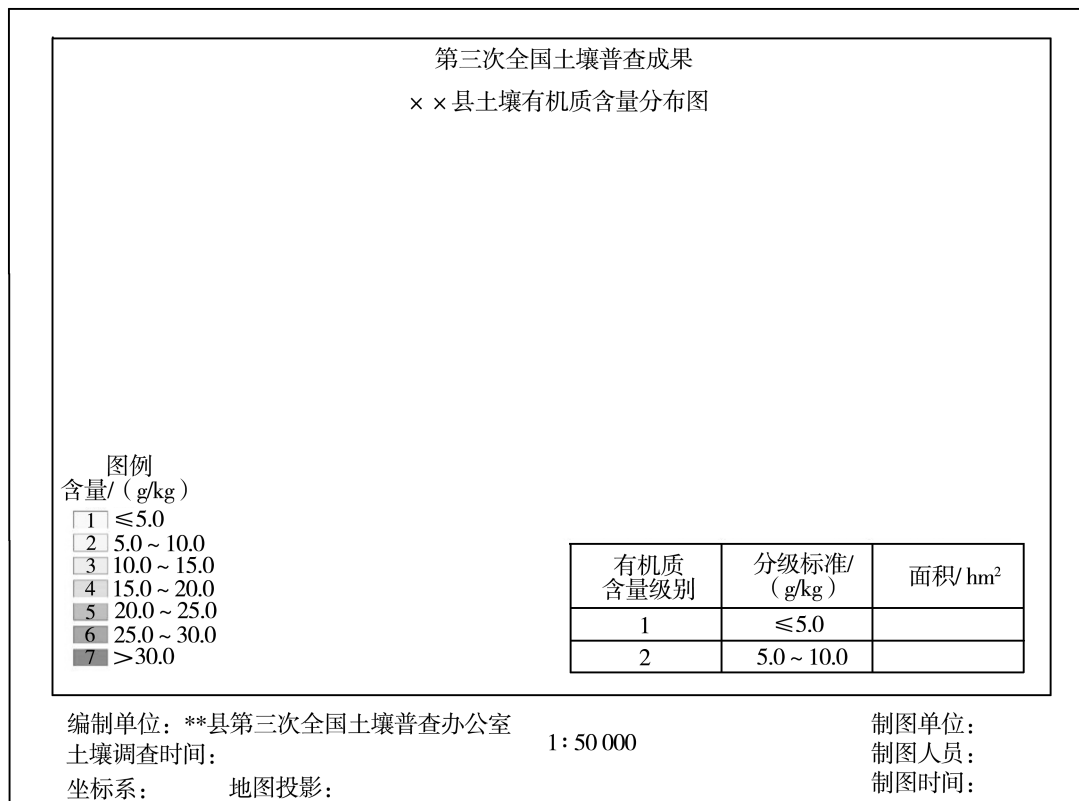 第三次全国土壤普查成果
××县土壤有机质含量分布图
图例
含量/（g/kg）
1 ≤5.0
2 5.0～10.0
3 10.0～15.0
4 15.0～20.0
5 20.0～25.0
6 25.0～30.0
7 >30.0
有机质含量级别 分级标准/（g/kg） 面积/hm²
1 ≤5.0
2 5.0～10.0
编制单位：**县第三次全国土壤普查办公室
土壤调查时间：
坐标系： 地图投影：
1∶50 000
制图单位：
制图人员：
制图时间：